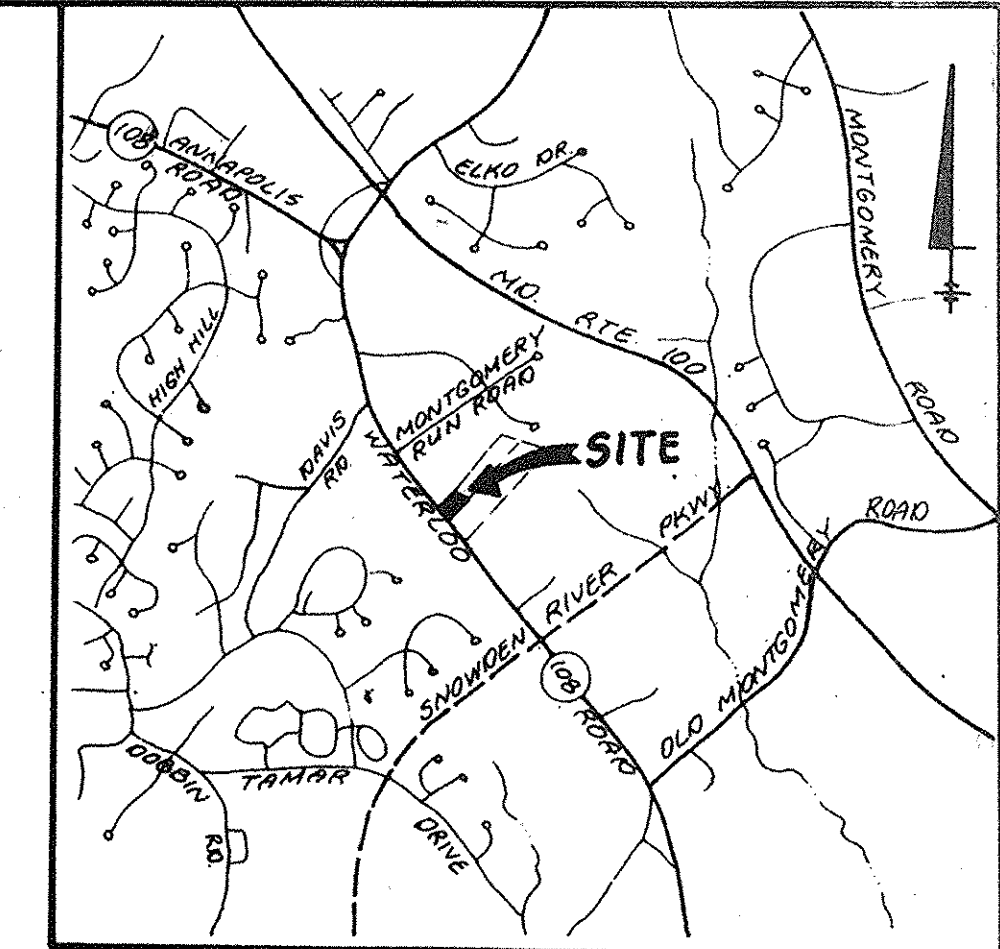 108
ANNAPOLIS
ROAD
ELKO DR.
MONTGOMERY
ROAD
MD. RTE. 100
HIGH HILL
MONTGOMERY
RUN ROAD
DAVIS
RD.
WATERLOO
SITE
SNOWDEN RIVER PKWY.
108
ROAD
OLD MONTGOMERY ROAD
DOBBIN
RD.
TAMAR
DRIVE